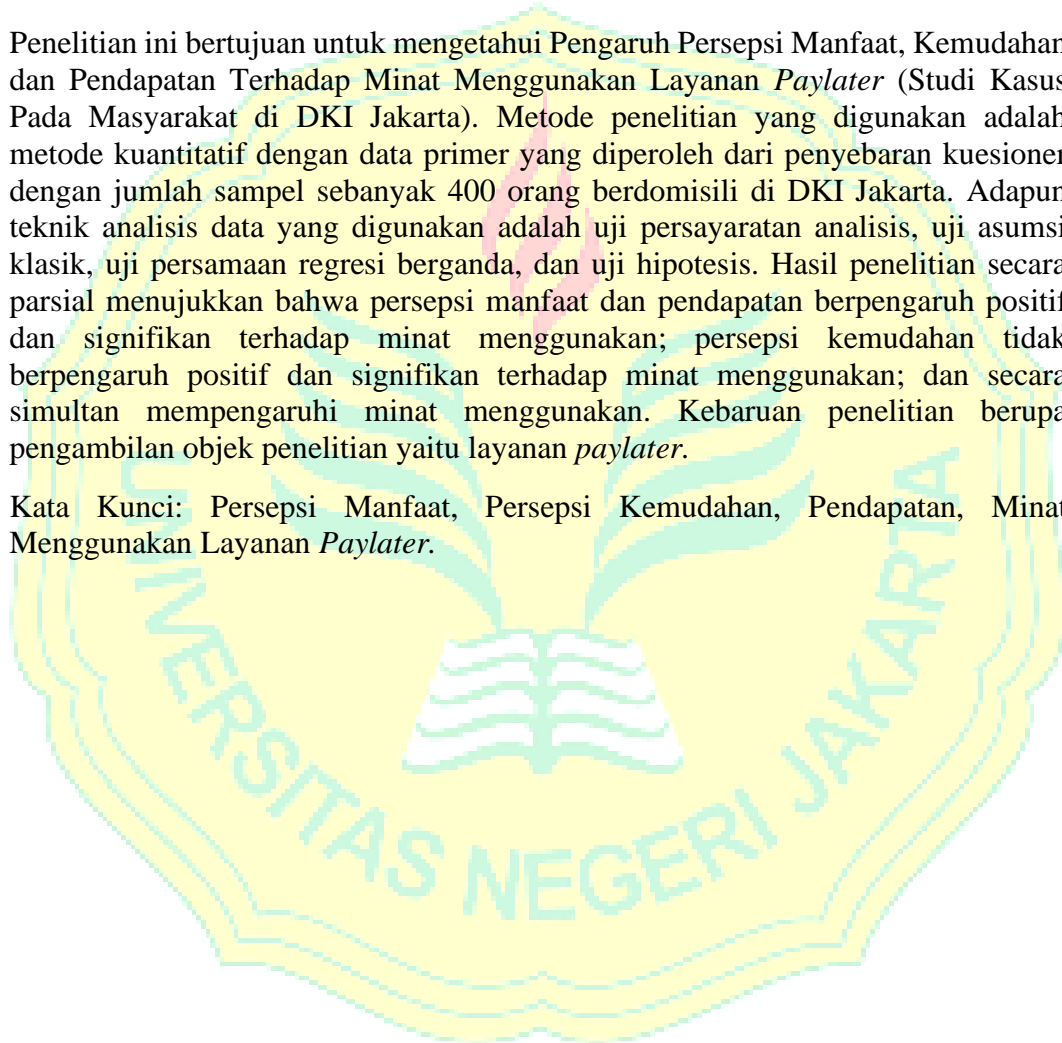 Penelitian ini bertujuan untuk mengetahui Pengaruh Persepsi Manfaat, Kemudahan
dan Pendapatan Terhadap Minat Menggunakan Layanan Paylater (Studi Kasus
Pada Masyarakat di DKI Jakarta). Metode penelitian yang digunakan adalah
metode kuantitatif dengan data primer yang diperoleh dari penyebaran kuesioner
dengan jumlah sampel sebanyak 400 orang berdomisili di DKI Jakarta. Adapun
teknik analisis data yang digunakan adalah uji persayaratan analisis, uji asumsi
klasik, uji persamaan regresi berganda, dan uji hipotesis. Hasil penelitian secara
parsial menujukkan bahwa persepsi manfaat dan pendapatan berpengaruh positif
dan signifikan terhadap minat menggunakan; persepsi kemudahan tidak
berpengaruh positif dan signifikan terhadap minat menggunakan; dan secara
simultan mempengaruhi minat menggunakan. Kebaruan penelitian berupa
pengambilan objek penelitian yaitu layanan paylater.
Kata Kunci: Persepsi Manfaat, Persepsi Kemudahan, Pendapatan, Minat
Menggunakan Layanan Paylater.
UNIVERSITAS NEGERI JAKARTA